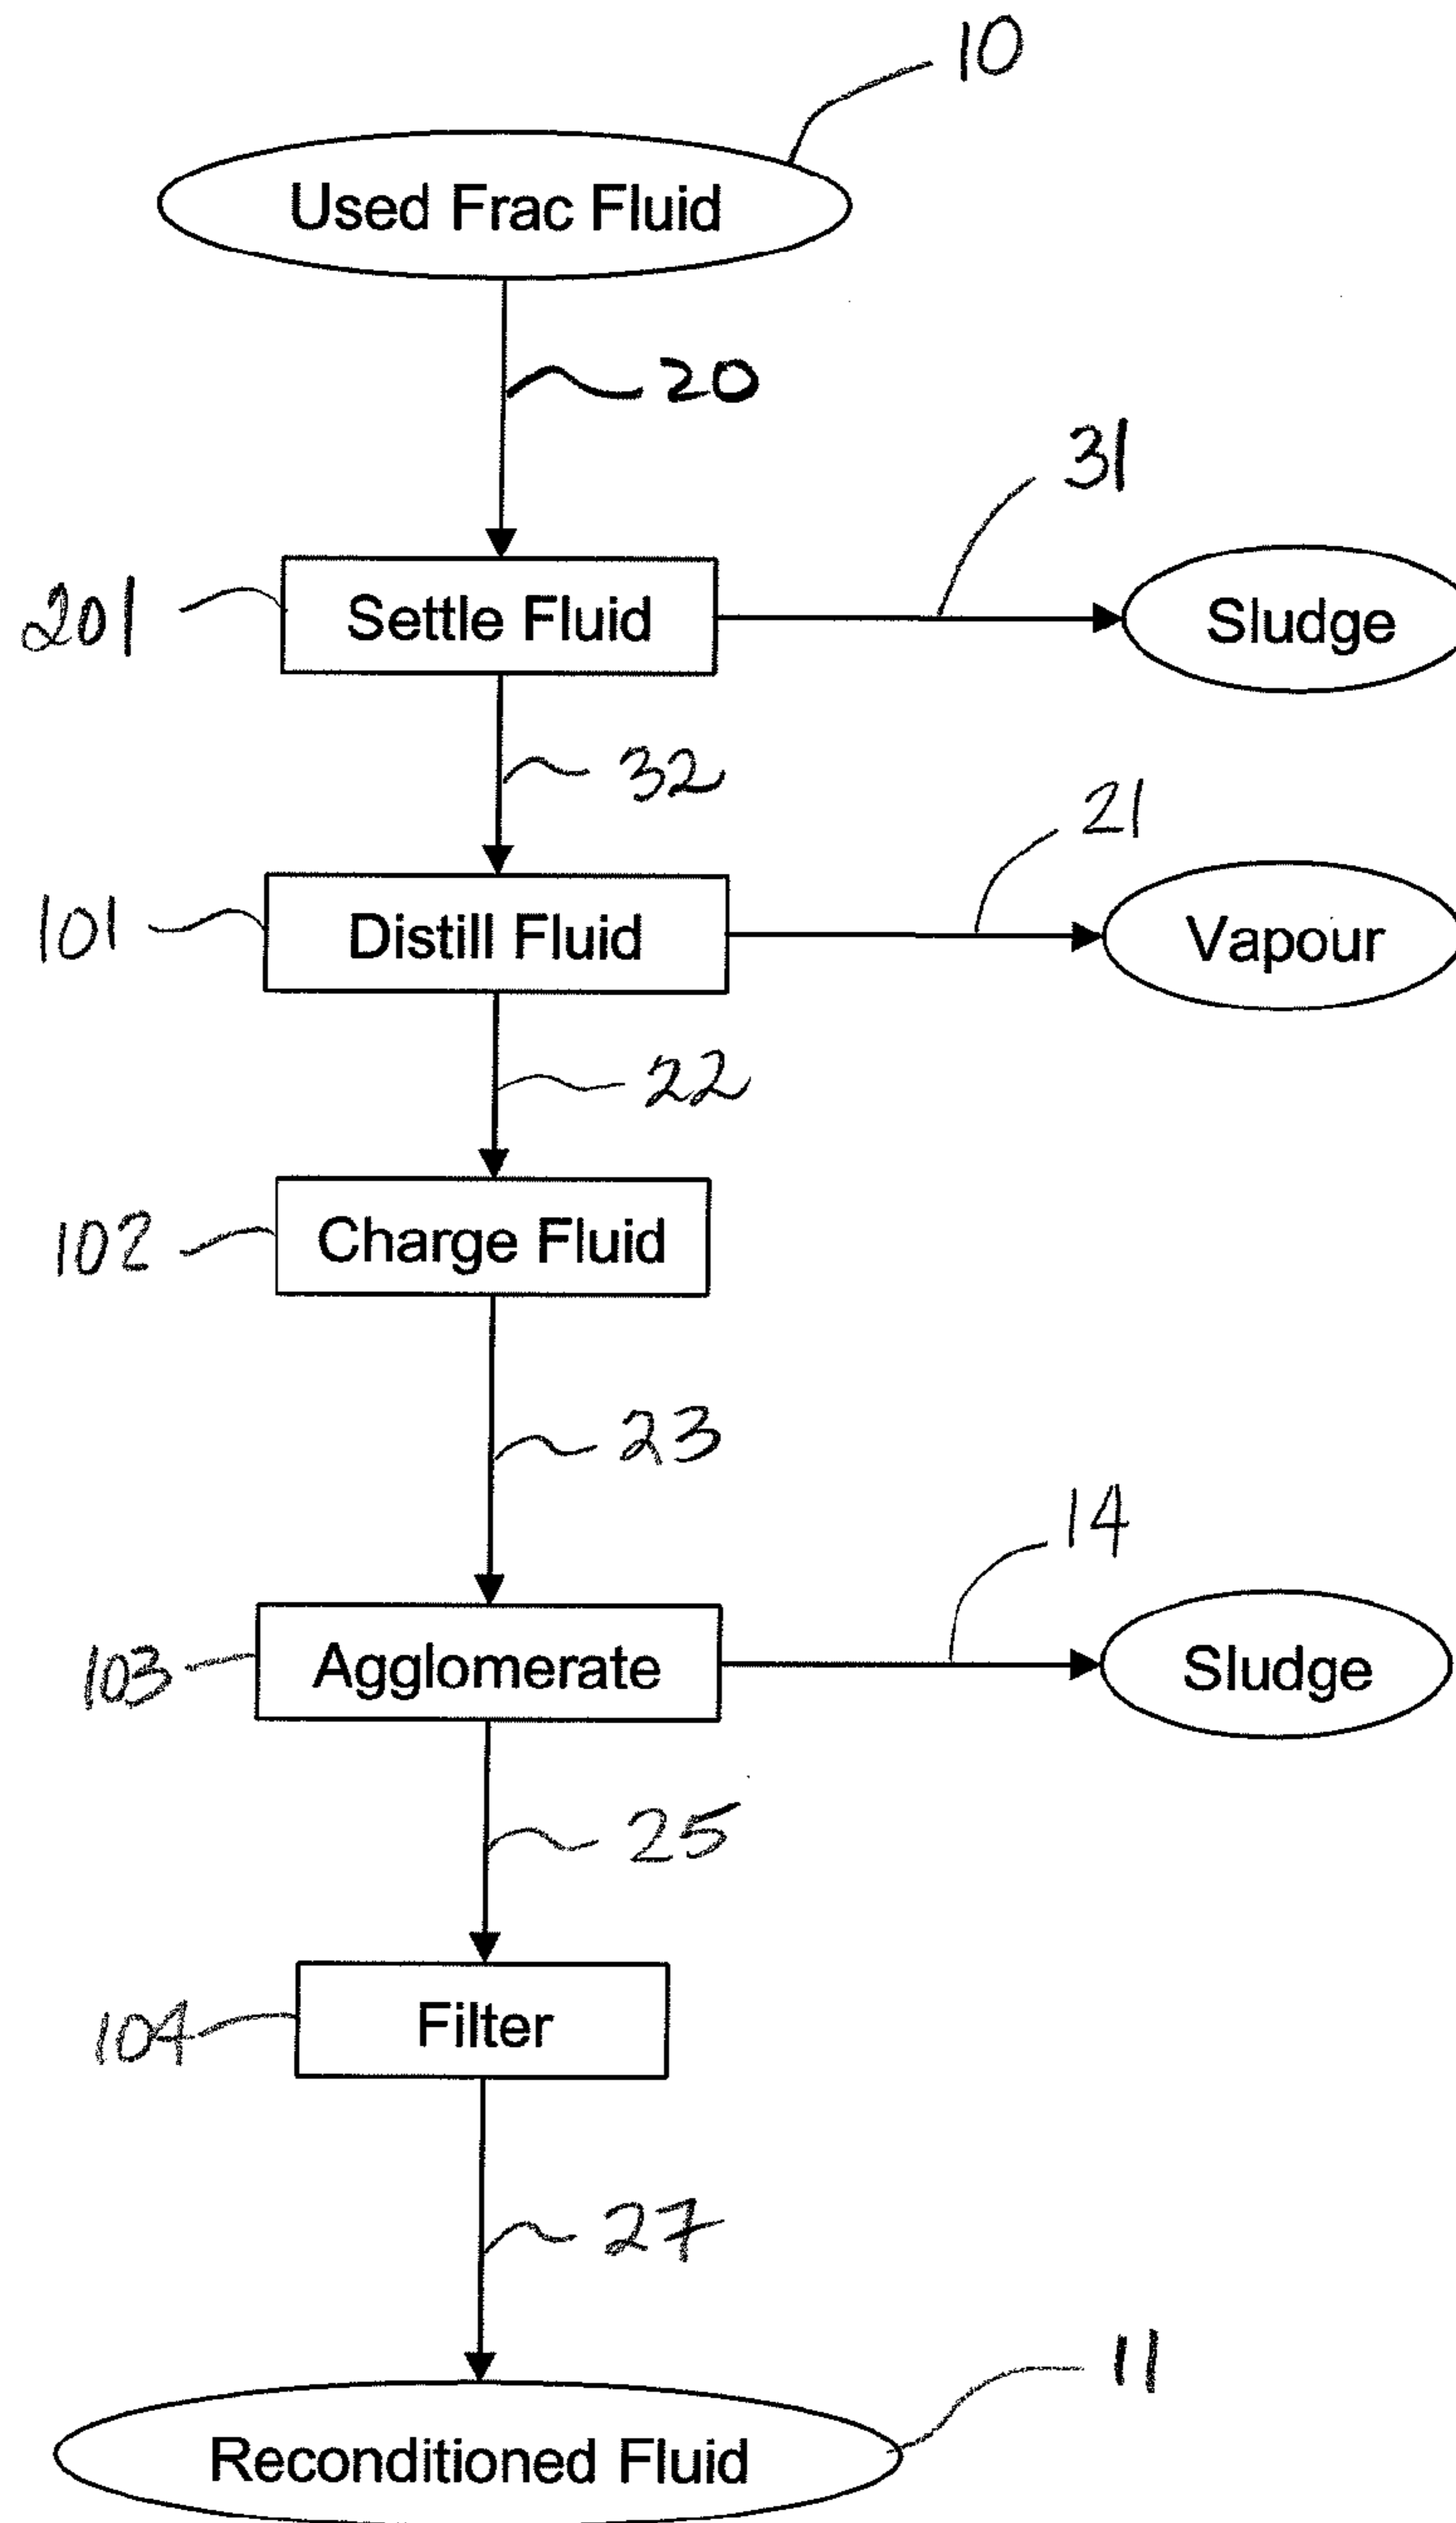 10
Used Frac Fluid
20
31
201
Settle Fluid
Sludge
32
21
101
Distill Fluid
Vapour
22
102
Charge Fluid
23
14
103
Agglomerate
Sludge
25
104
Filter
27
11
Reconditioned Fluid